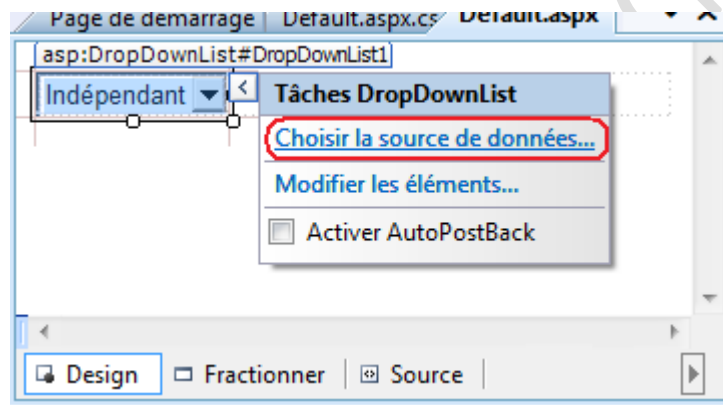 Page de démarrage Default.aspx.cs Default.aspx
asp:DropDownList#DropDownList1
Indépendant
Tâches DropDownList
Choisir la source de données...
Modifier les éléments...
Activer AutoPostBack
Design Fractionner Source